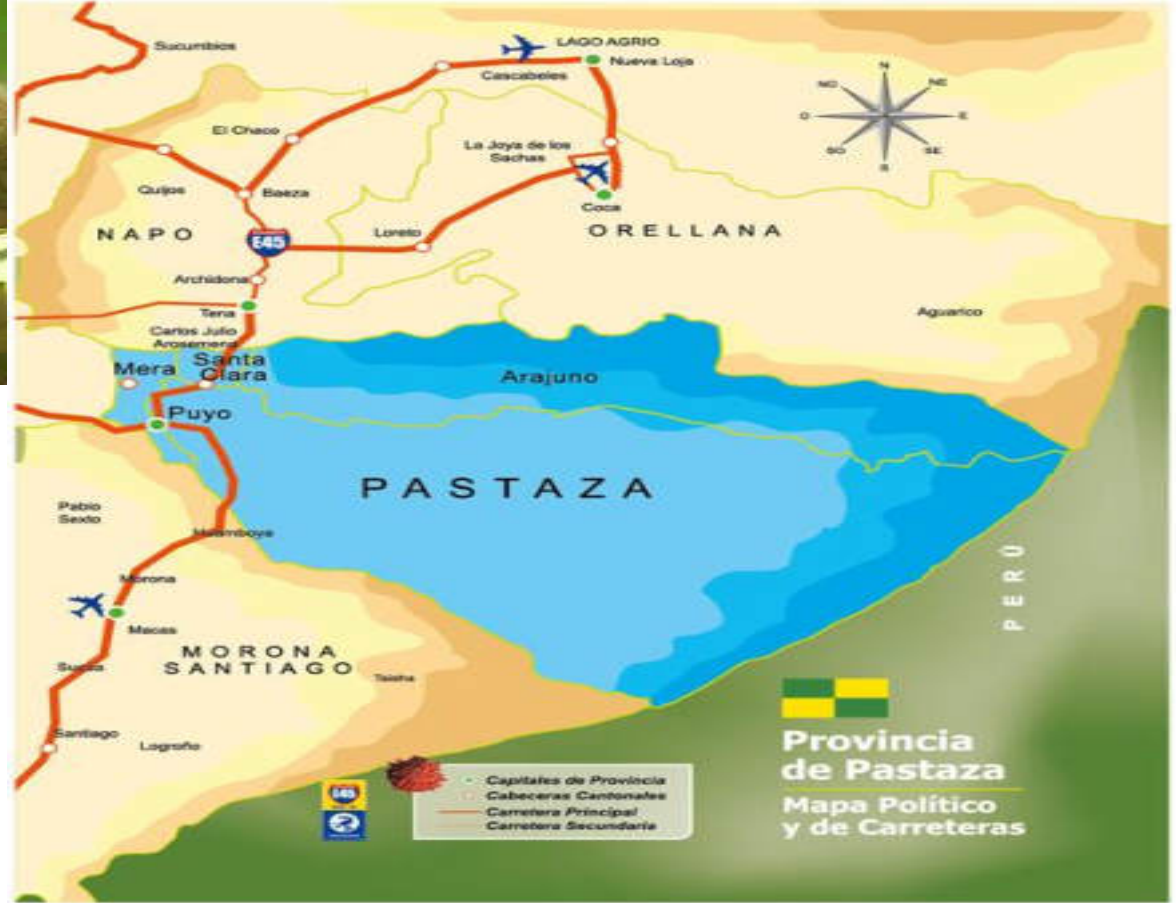 Sucumbios
LAGO AGRIO
Nueva Loja
Cascabeles
N
NO
NE
O
E
SO
SE
S
El Chaco
La Joya de los
Sachas
Quijos
Baeza
Coca
NAPO
E45
Loreto
ORELLANA
Archidona
Tena
Aguarico
Carlos Julio
Arosemena
Mera
Santa
Clara
Arajuno
Puyo
PASTAZA
Pablo
Sexto
Huamboya
PERÚ
Morona
Macas
MORONA
SANTIAGO
Sucua
Taisha
Santiago
Logroño
Provincia
de Pastaza
Mapa Político
y de Carreteras
E45
Capitales de Provincia
Cabeceras Cantonales
Carretera Principal
Carretera Secundaria